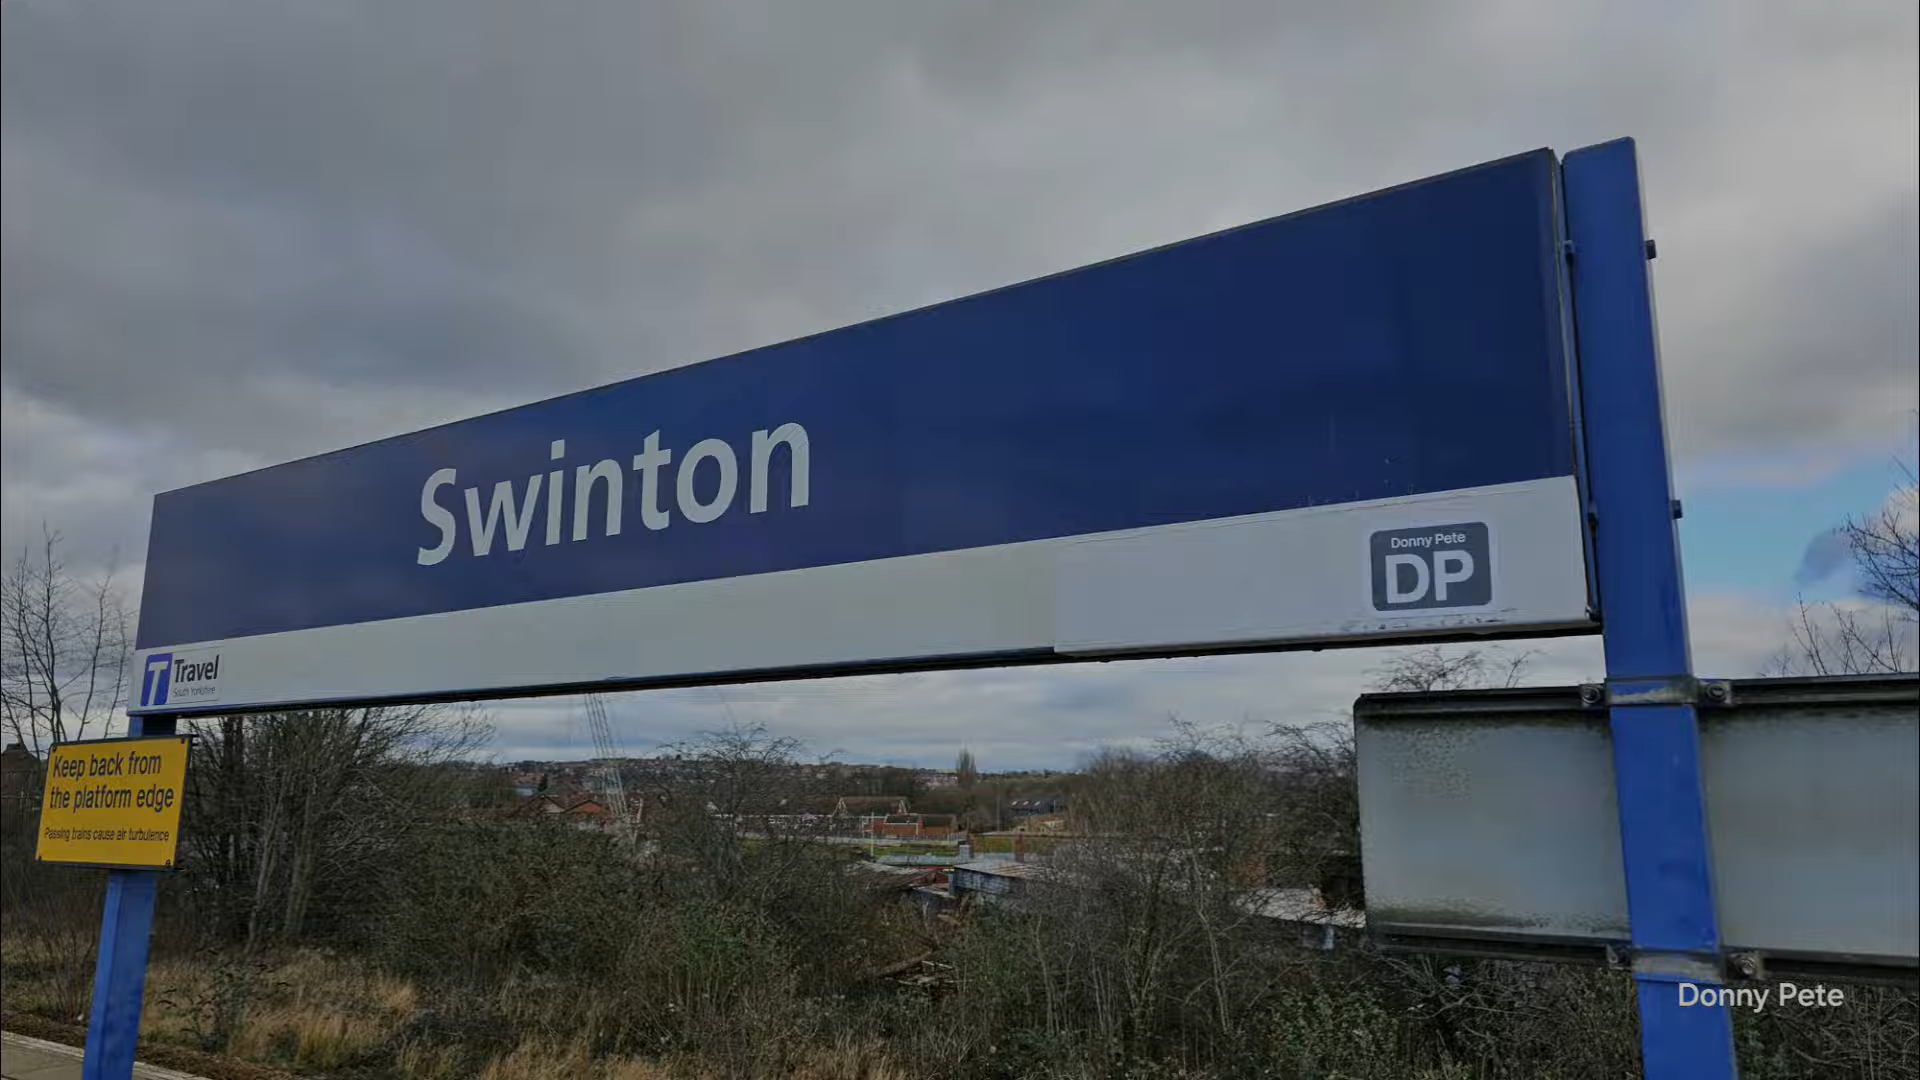 Swinton
Donny Pete
DP
T Travel
South Yorkshire
Keep back from
the platform edge
Passing trains cause air turbulence
Donny Pete